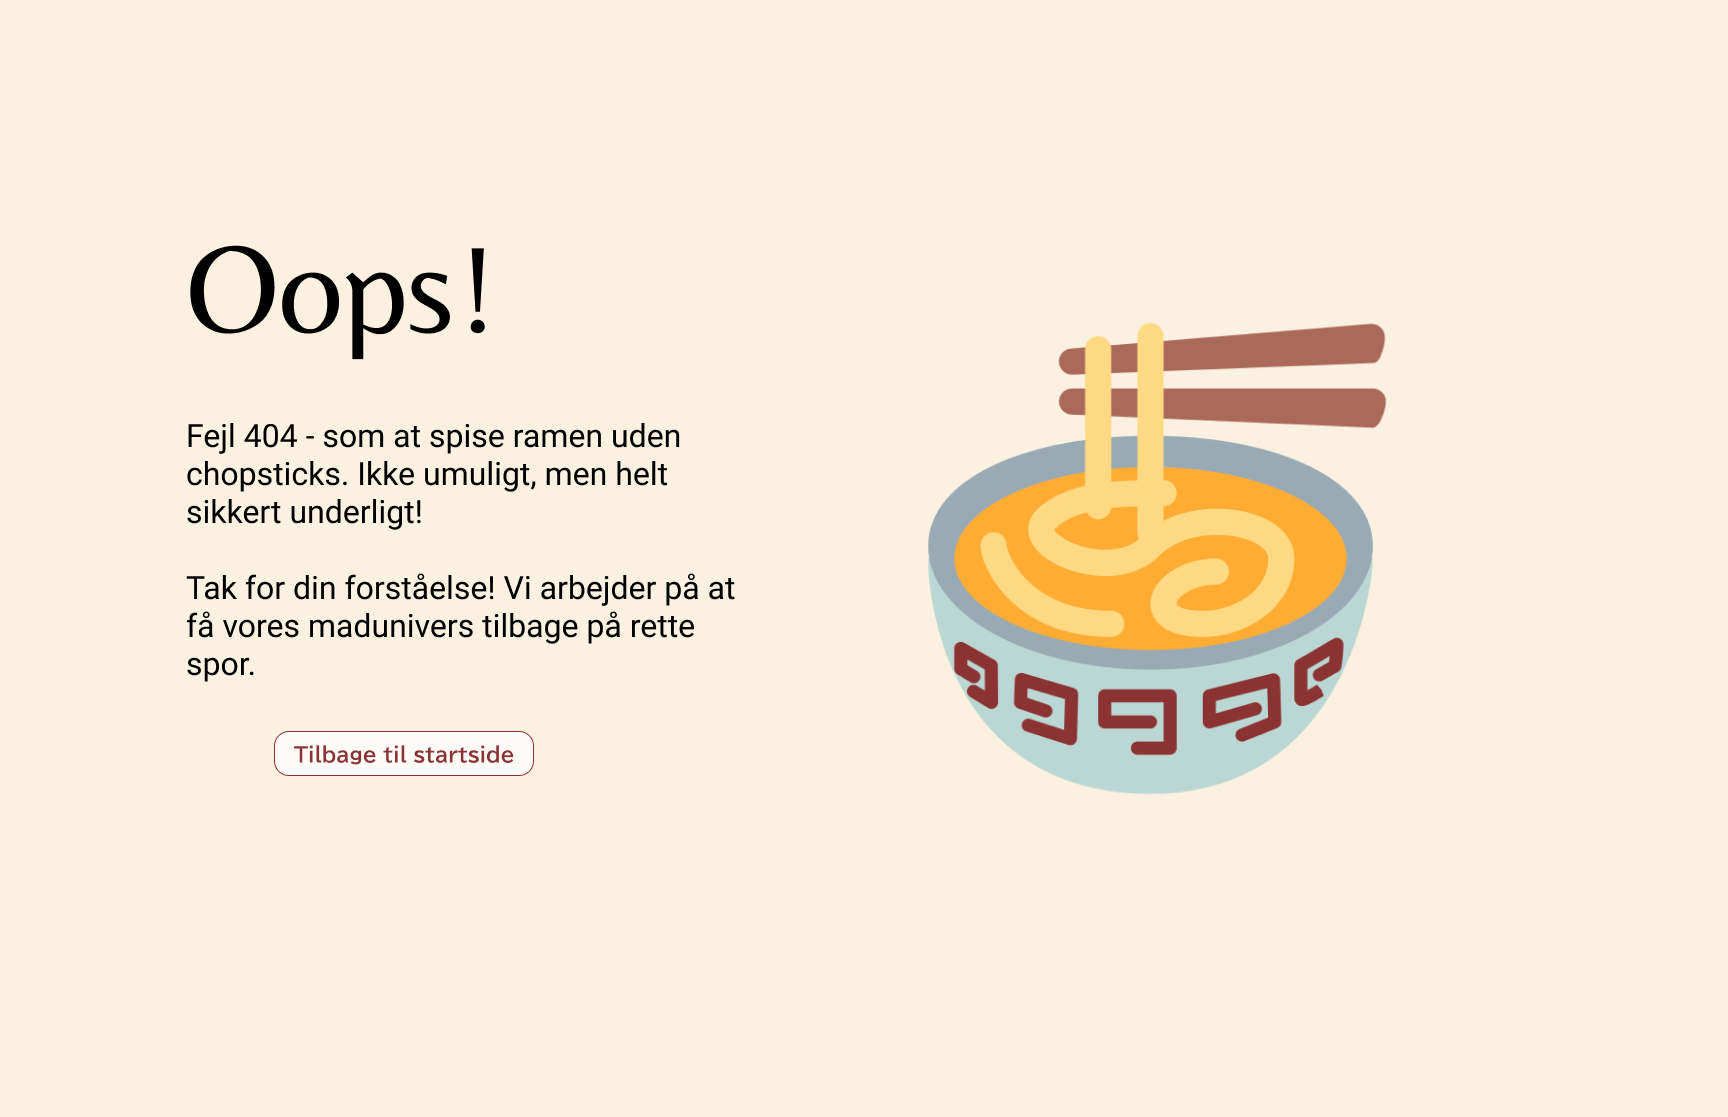 Oops!
Fejl 404 - som at spise ramen uden
chopsticks. Ikke umuligt, men helt
sikkert underligt!
Tak for din forståelse! Vi arbejder på at
få vores madunivers tilbage på rette
spor.
Tilbage til startside